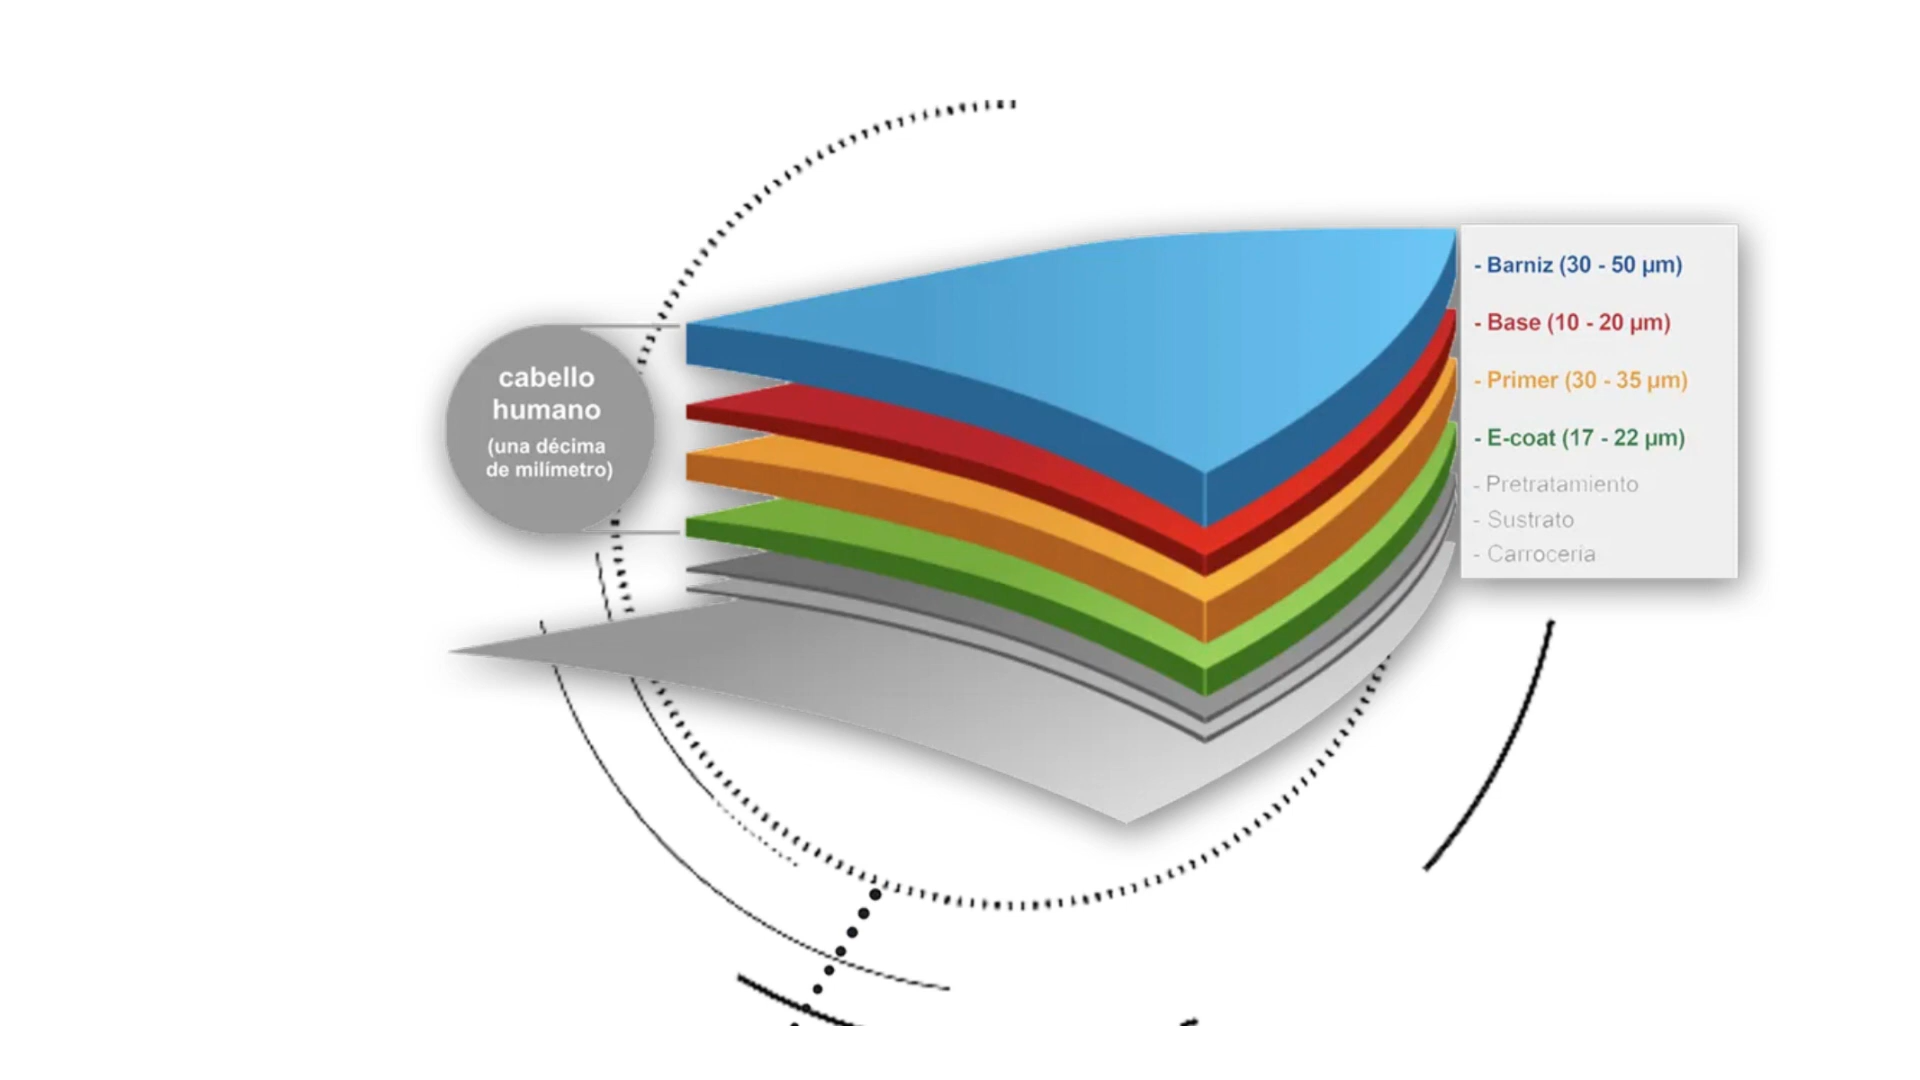 cabello
humano
(una décima
de milímetro)
- Barniz (30 - 50 µm)
- Base (10 - 20 µm)
- Primer (30 - 35 µm)
- E-coat (17 - 22 µm)
- Pretratamiento
- Sustrato
- Carrocería